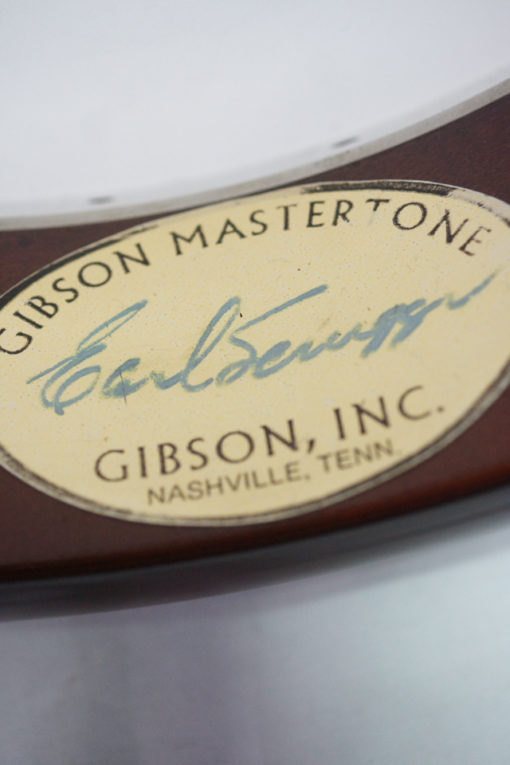 GIBSON MASTERTONE
Earl Scruggs
GIBSON, INC.
NASHVILLE, TENN.